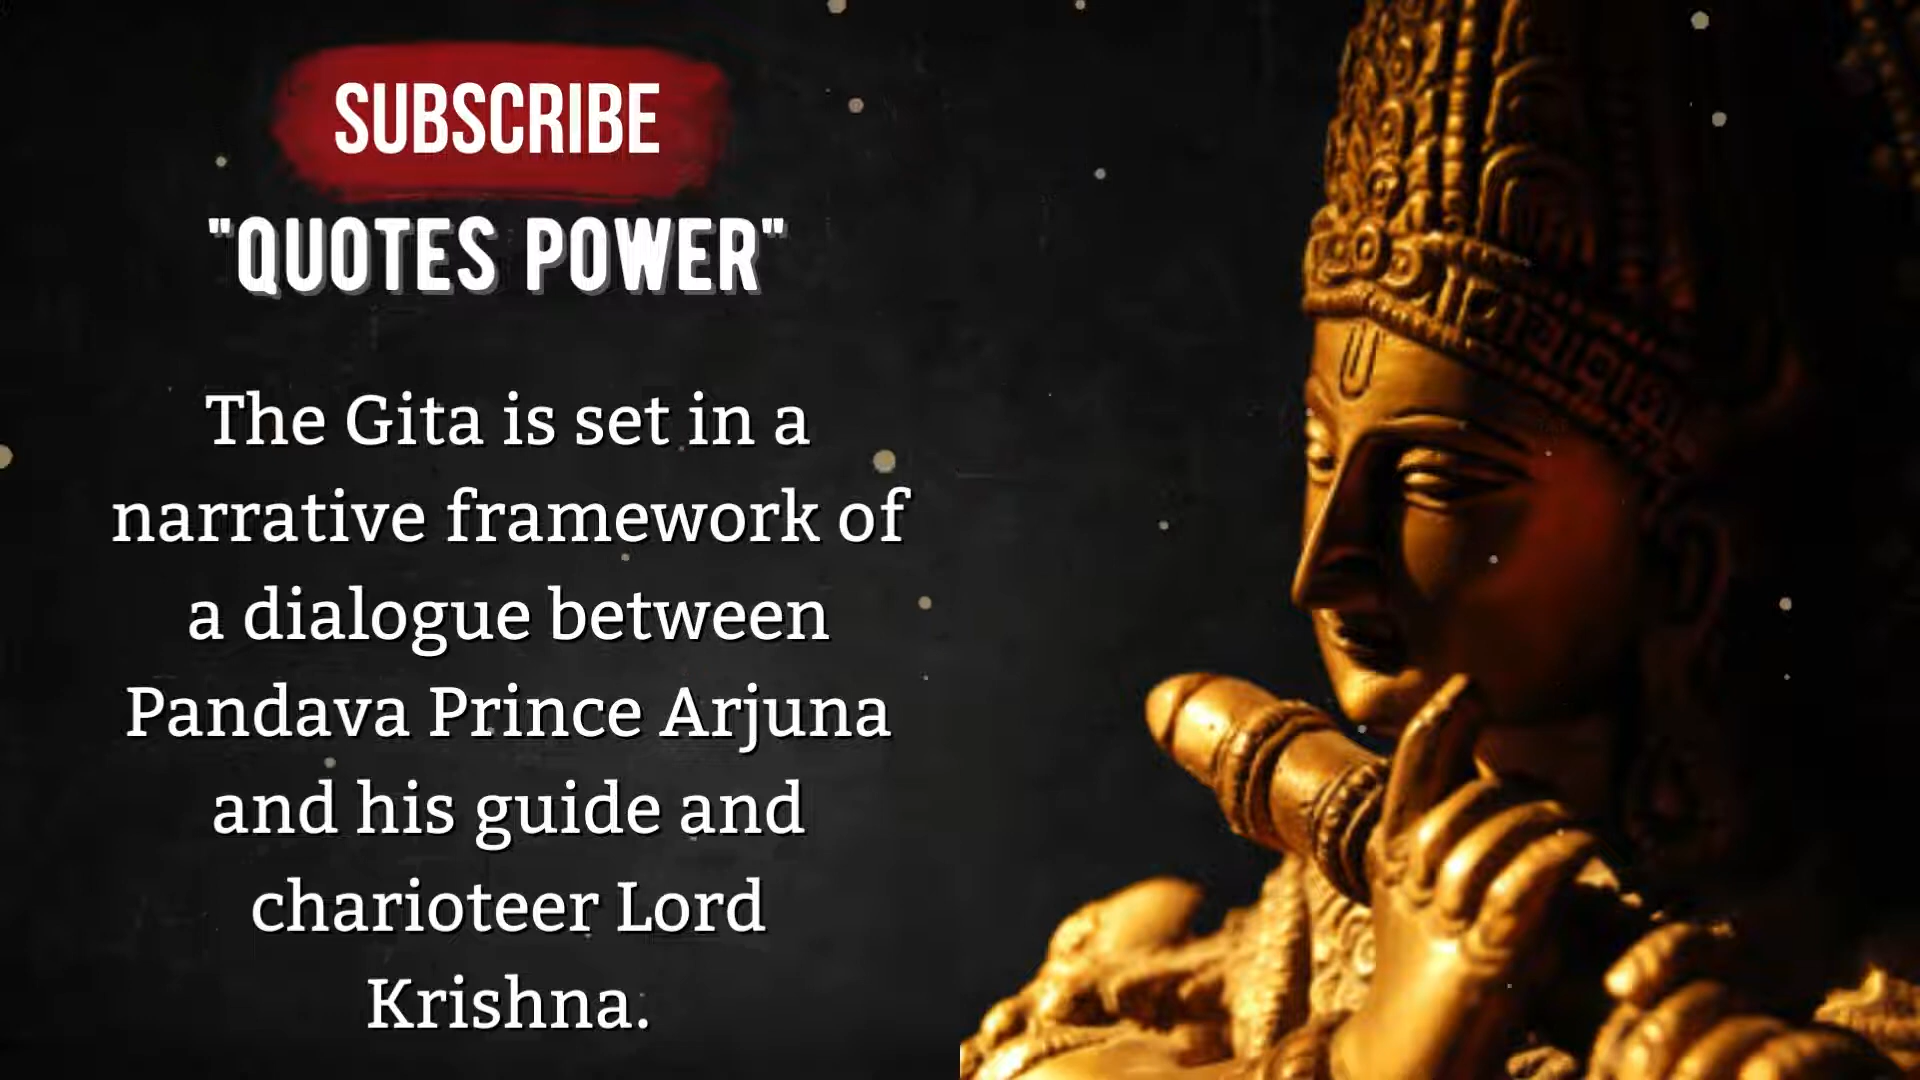 SUBSCRIBE
"QUOTES POWER"
The Gita is set in a
narrative framework of
a dialogue between
Pandava Prince Arjuna
and his guide and
charioteer Lord
Krishna.